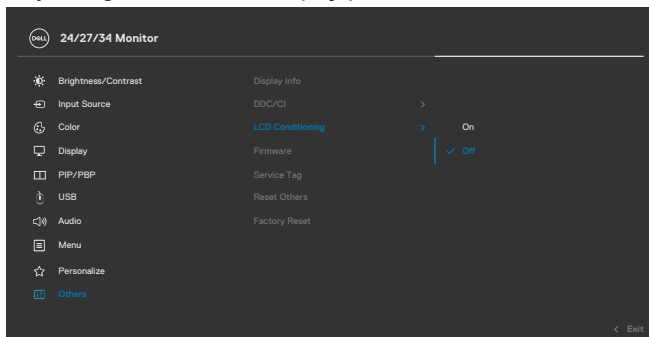 DELL 24/27/34 Monitor
Brightness/Contrast Display Info
Input Source DDC/CI >
Color LCD Conditioning > On
Display Firmware ✓ Off
PIP/PBP Service Tag
USB Reset Others
Audio Factory Reset
Menu
Personalize
Others
< Exit